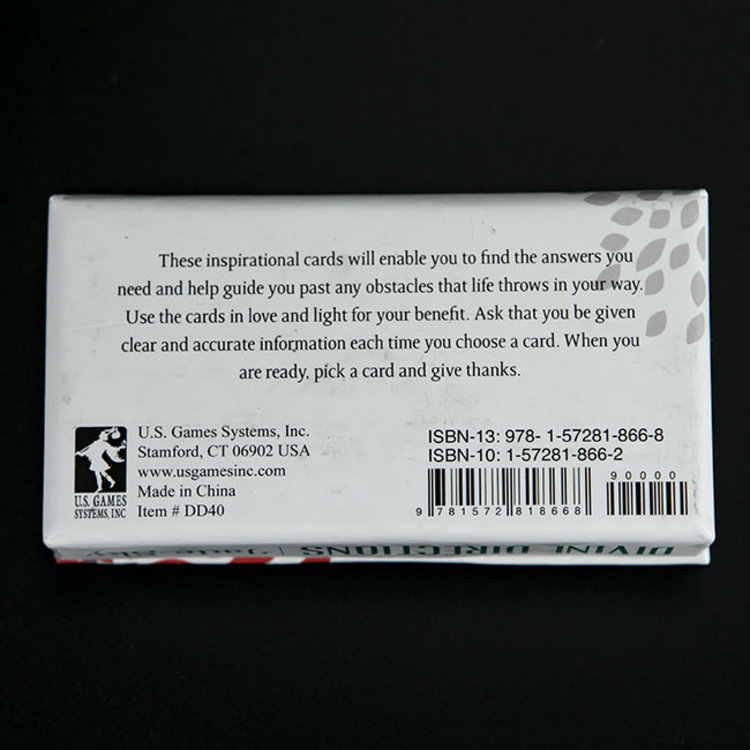 These inspirational cards will enable you to find the answers you
need and help guide you past any obstacles that life throws in your way.
Use the cards in love and light for your benefit. Ask that you be given
clear and accurate information each time you choose a card. When you
are ready, pick a card and give thanks.
U.S. GAMES
SYSTEMS, INC
U.S. Games Systems, Inc.
Stamford, CT 06902 USA
www.usgamesinc.com
Made in China
Item # DD40
ISBN-13: 978- 1-57281-866-8
ISBN-10: 1-57281-866-2
9 781572 818668
90000
DIVINE DIRECTIONS | Jade-Sky